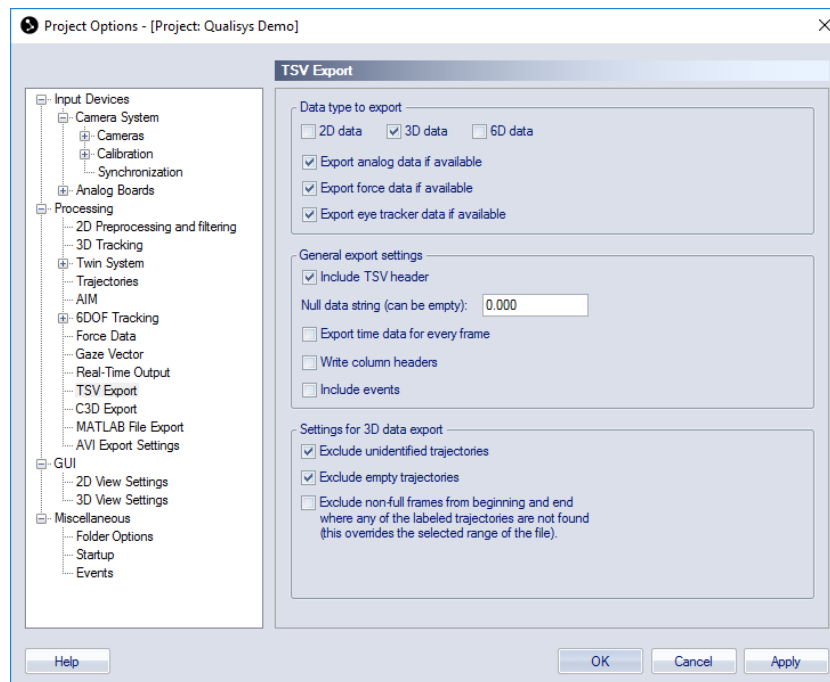 Project Options - [Project: Qualisys Demo]
TSV Export
Input Devices
Camera System
Cameras
Calibration
Synchronization
Analog Boards
Processing
2D Preprocessing and filtering
3D Tracking
Twin System
Trajectories
AIM
6DOF Tracking
Force Data
Gaze Vector
Real-Time Output
TSV Export
C3D Export
MATLAB File Export
AVI Export Settings
GUI
2D View Settings
3D View Settings
Miscellaneous
Folder Options
Startup
Events
Data type to export
2D data 3D data 6D data
Export analog data if available
Export force data if available
Export eye tracker data if available
General export settings
Include TSV header
Null data string (can be empty): 0.000
Export time data for every frame
Write column headers
Include events
Settings for 3D data export
Exclude unidentified trajectories
Exclude empty trajectories
Exclude non-full frames from beginning and end
where any of the labeled trajectories are not found
(this overrides the selected range of the file).
Help OK Cancel Apply